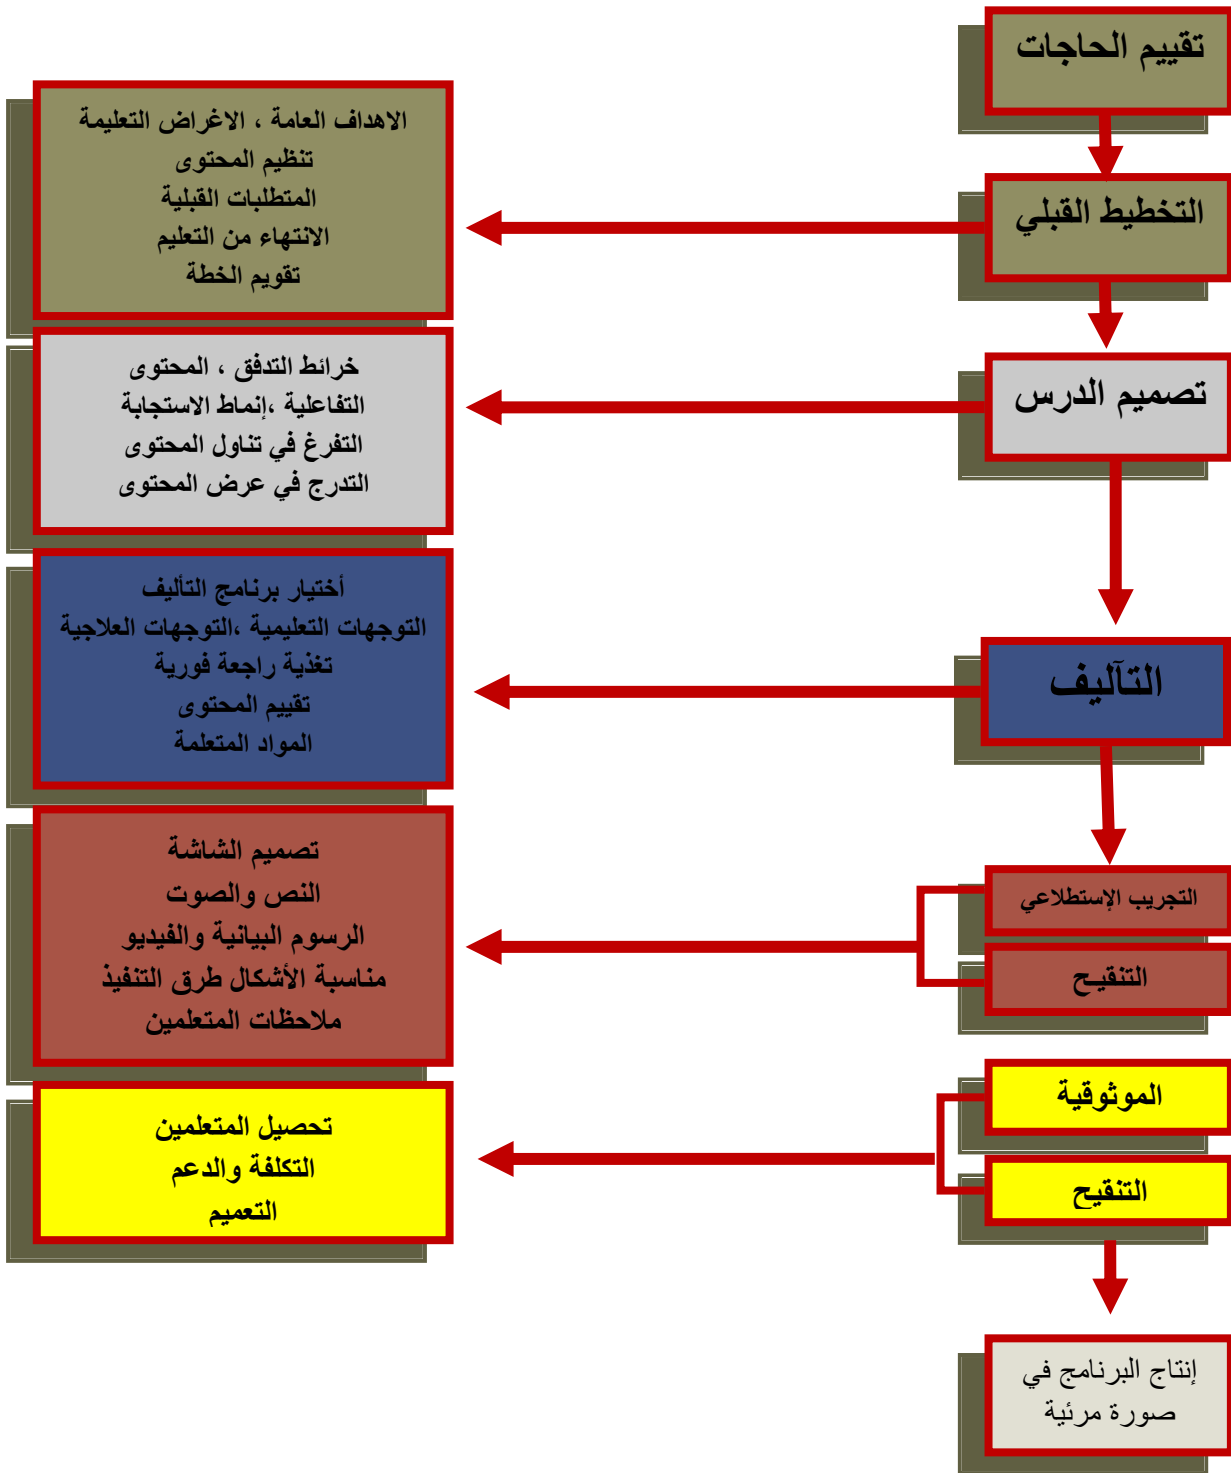 تقييم الحاجات
التخطيط القبلي
الاهداف العامة ، الاغراض التعليمة
تنظيم المحتوى
المتطلبات القبلية
الانتهاء من التعليم
تقويم الخطة
تصميم الدرس
خرائط التدفق ، المحتوى
التفاعلية ،إنماط الاستجابة
التفرغ في تناول المحتوى
التدرج في عرض المحتوى
التآليف
أختيار برنامج التأليف
التوجهات التعليمية ،التوجهات العلاجية
تغذية راجعة فورية
تقييم المحتوى
المواد المتعلمة
التجريب الإستطلاعي
التنقيـح
تصميم الشاشة
النص والصوت
الرسوم البيانية والفيديو
مناسبة الأشكال طرق التنفيذ
ملاحظات المتعلمين
الموثوقية
التنقيح
تحصيل المتعلمين
التكلفة والدعم
التعميم
إنتاج البرنامج في
صورة مرئية